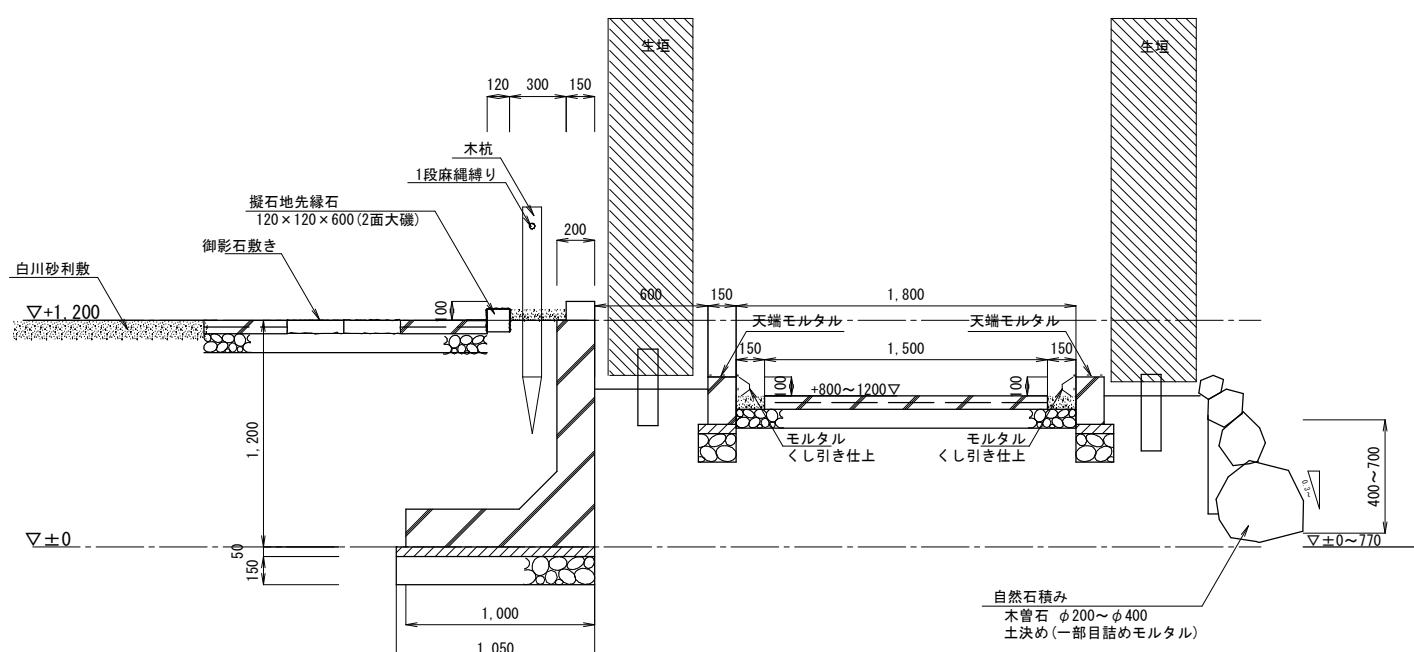 生垣
生垣
120
300
150
木杭
1段麻縄縛り
擬石地先縁石
120×120×600(2面大磯)
御影石敷き
白川砂利敷
200
▽+1,200
100
600
150
1,800
天端モルタル
天端モルタル
150
1,500
150
100
+800～1200▽
100
モルタル
くし引き仕上
モルタル
くし引き仕上
1,200
0.3～
400～700
▽±0
▽±0～770
50
150
1,000
1,050
自然石積み
木曽石 φ200～φ400
土決め(一部目詰めモルタル)